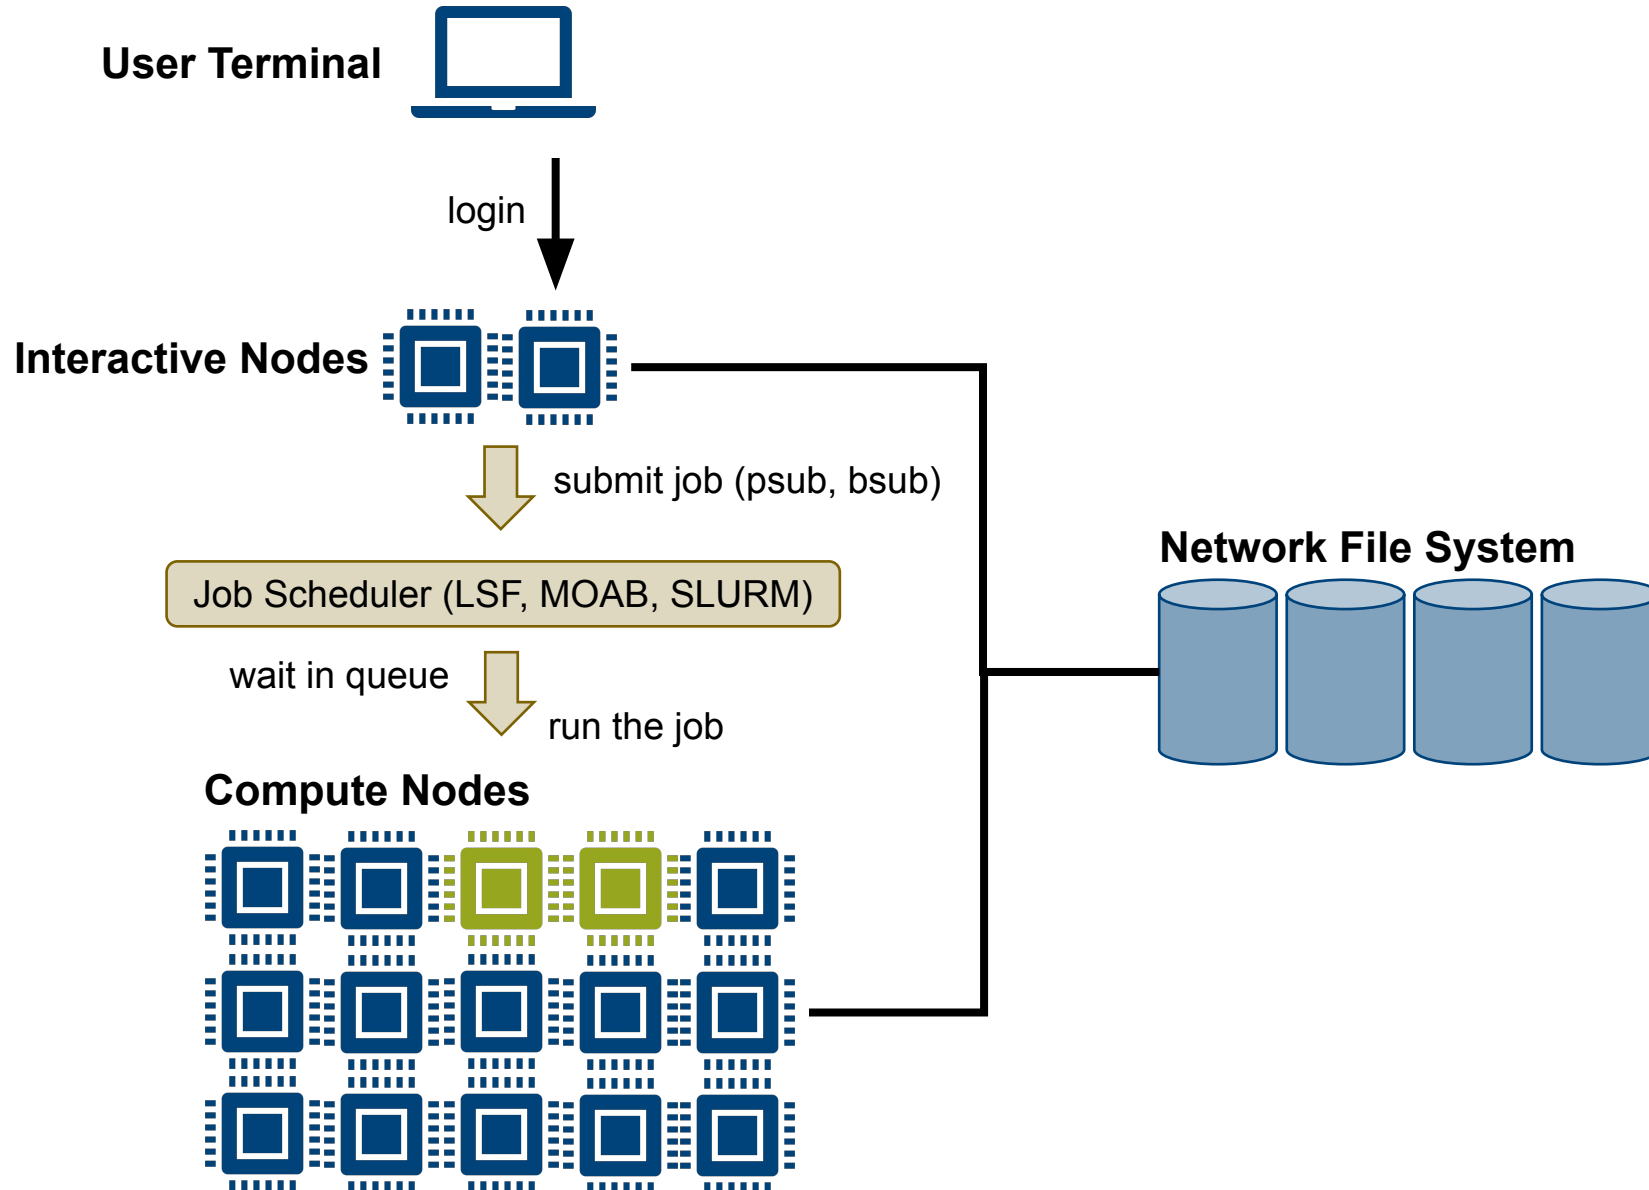 User Terminal
login
Interactive Nodes
submit job (psub, bsub)
Job Scheduler (LSF, MOAB, SLURM)
wait in queue
run the job
Compute Nodes
Network File System